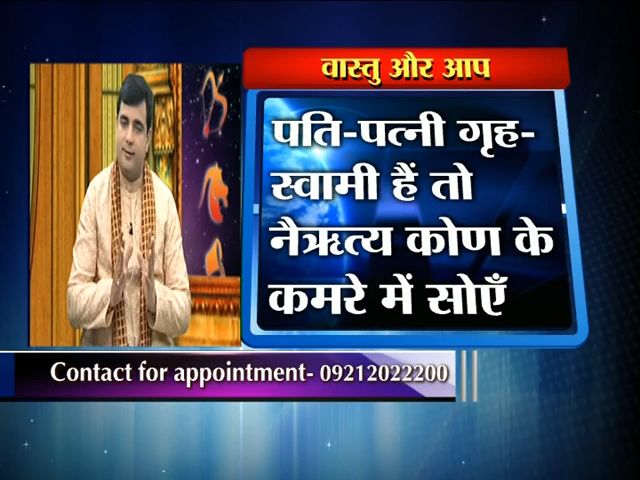 वास्तु और आप
पति-पत्नी गृह-
स्वामी हैं तो
नैऋत्य कोण के
कमरे में सोएँ
Contact for appointment- 09212022200